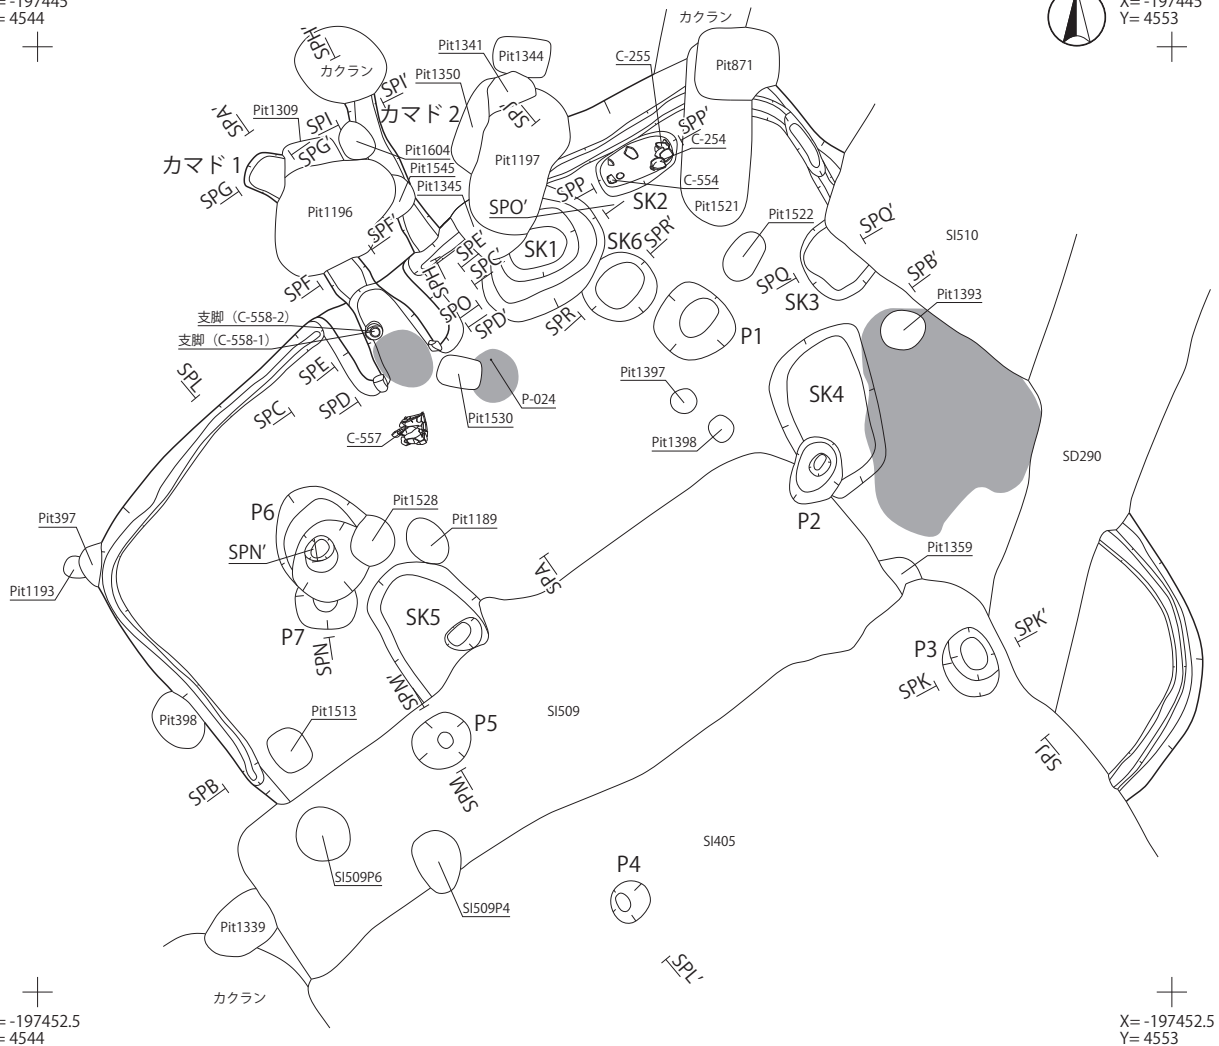 X= -197445
= 4544
カクラン
X= -197445
Y= 4553
SPH'
カクラン
Pit1341
Pit1344
C-255
Pit871
Pit1350
SPI'
カマド 2
SPJ'
SPA'
Pit1309
SPI
SPG'
Pit1604
SPP'
C-254
カマド 1
Pit1545
Pit1197
SPG
Pit1345
SPP
C-554
SPO'
SK2
Pit1521
Pit1196
SPF'
Pit1522
SPQ'
SI510
SK1
SK6
SPR'
SPE'
SPC'
SPH
SPF
SPQ
SK3
SPB'
Pit1393
SPO
SPD'
SPR
支脚（C-558-2）
支脚（C-558-1）
P1
SPL
SPE
Pit1397
SK4
SPC
SPD
P-024
Pit1530
C-557
Pit1398
SD290
P6
Pit1528
Pit397
Pit1189
P2
SPN'
Pit1359
SPA
Pit1193
SK5
P7
SPN
SPK'
P3
SPK
SPM'
Pit398
Pit1513
SI509
P5
SPJ
SPB
SPM
SI405
P4
SI509P6
SI509P4
Pit1339
SPL'
カクラン
= -197452.5
= 4544
X= -197452.5
Y= 4553